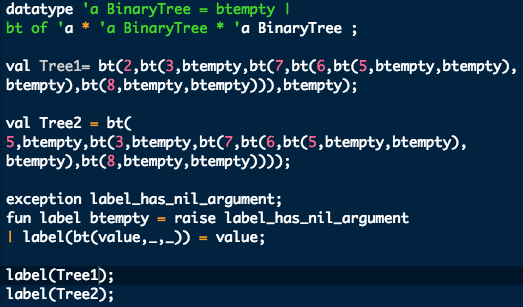 datatype 'a BinaryTree = btempty |
bt of 'a * 'a BinaryTree * 'a BinaryTree ;
val Tree1= bt(2,bt(3,btempty,bt(7,bt(6,bt(5,btempty,btempty),
btempty),bt(8,btempty,btempty))),btempty);
val Tree2 = bt(
5,btempty,bt(3,btempty,bt(7,bt(6,bt(5,btempty,btempty),
btempty),bt(8,btempty,btempty))));
exception label_has_nil_argument;
fun label btempty = raise label_has_nil_argument
| label(bt(value,_,_)) = value;
label(Tree1);
label(Tree2);